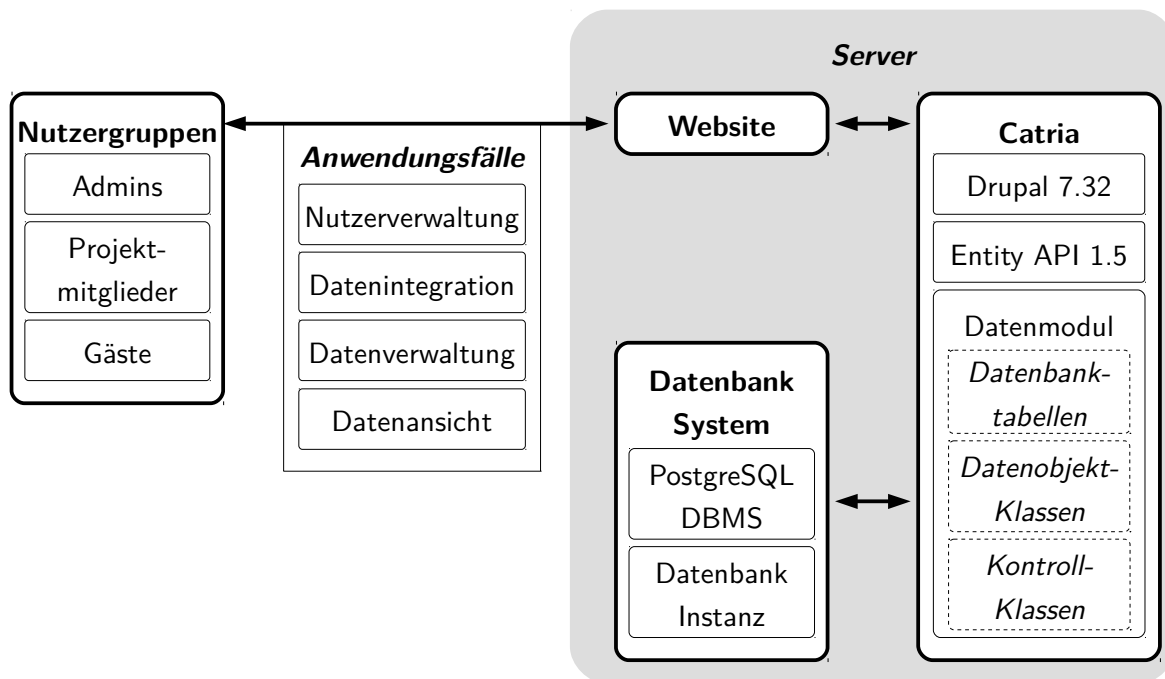 Server
Nutzergruppen
Admins
Projekt-
mitglieder
Gäste
Anwendungsfälle
Nutzerverwaltung
Datenintegration
Datenverwaltung
Datenansicht
Website
Datenbank
System
PostgreSQL
DBMS
Datenbank
Instanz
Catria
Drupal 7.32
Entity API 1.5
Datenmodul
Datenbank-
tabellen
Datenobjekt-
Klassen
Kontroll-
Klassen